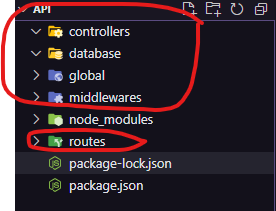 API
controllers
database
global
middlewares
node_modules
routes
package-lock.json
package.json